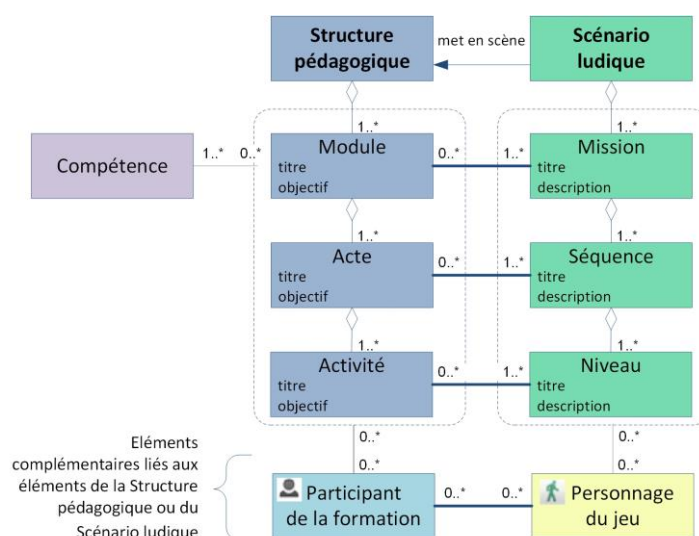 Structure
pédagogique
met en scène
Scénario
ludique
1..*
1..*
Compétence
1..*
0..*
Module
titre
objectif
0..*
1..*
Mission
titre
description
1..*
1..*
Acte
titre
objectif
0..*
1..*
Séquence
titre
description
1..*
1..*
Activité
titre
objectif
0..*
1..*
Niveau
titre
description
0..*
0..*
0..*
0..*
Eléments
complémentaires liés aux
éléments de la Structure
pédagogique ou du
Scénario ludique
Participant
de la formation
0..*
0..*
Personnage
du jeu